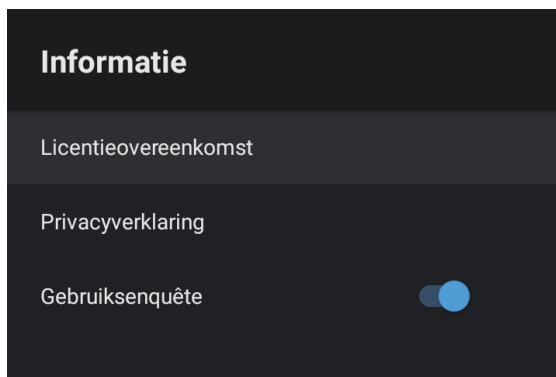 Informatie
Licentieovereenkomst
Privacyverklaring
Gebruiksenquête